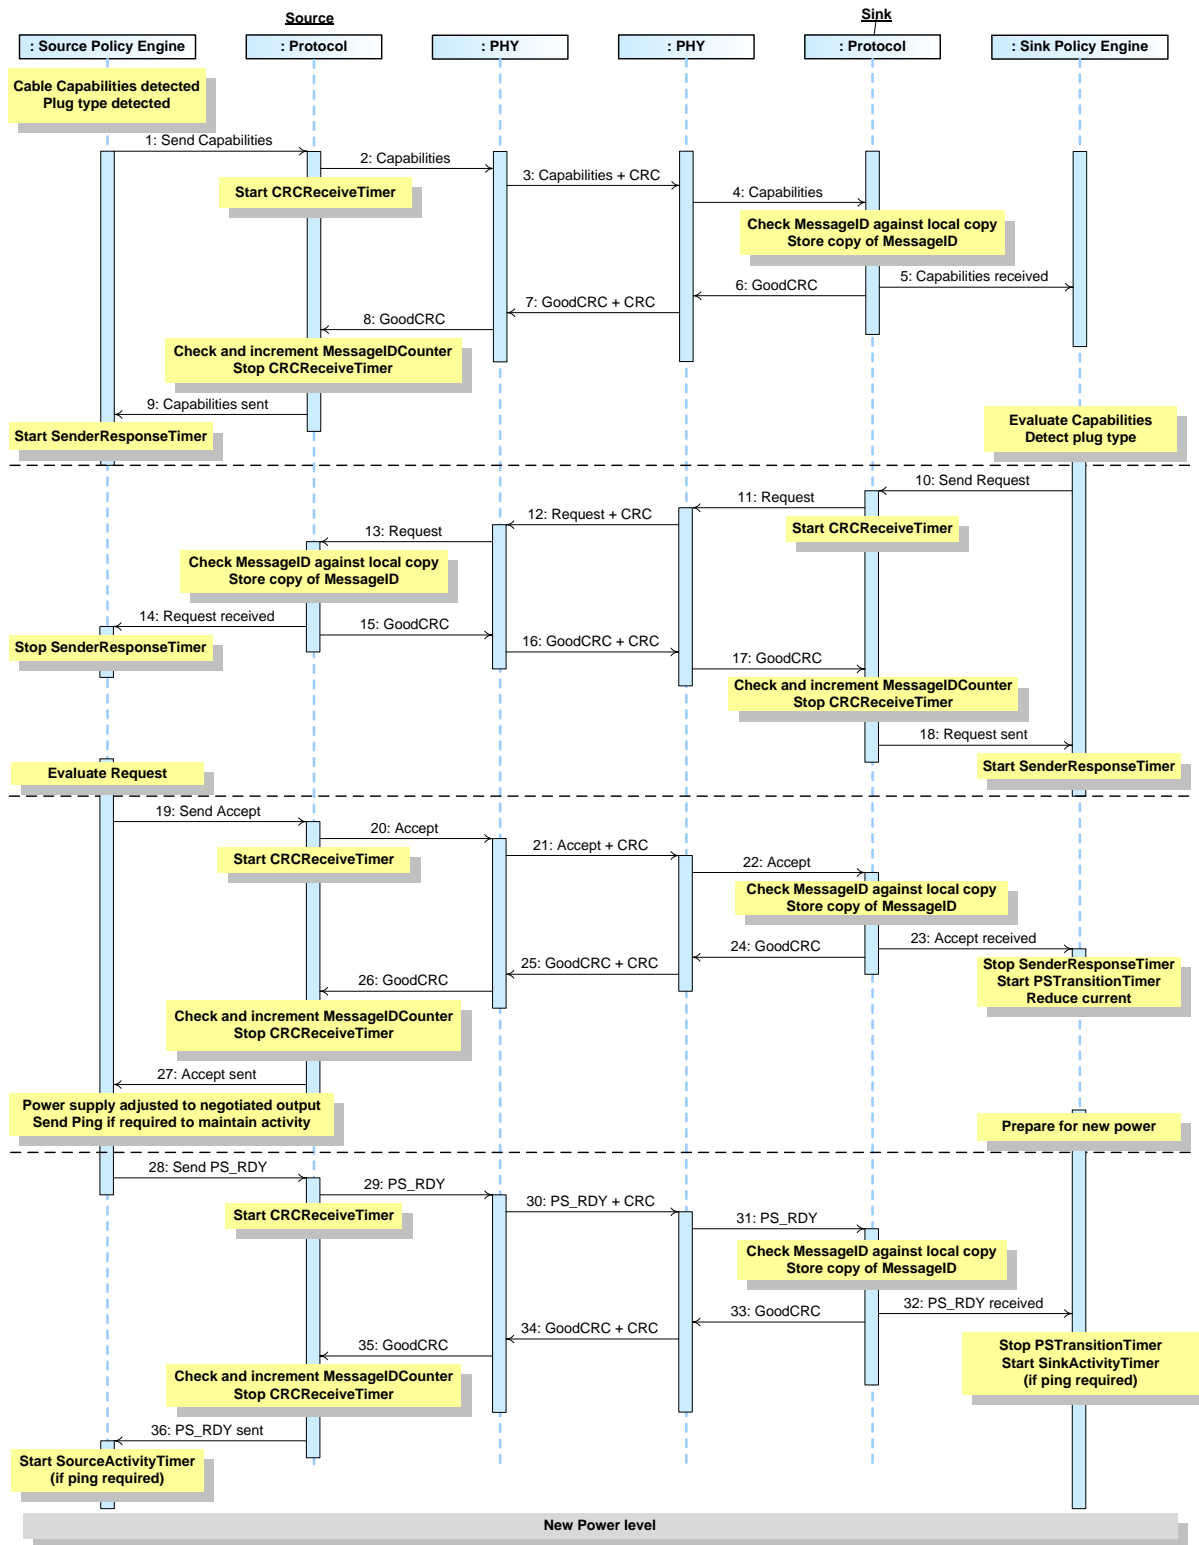 Source
Sink
: Source Policy Engine
: Protocol
: PHY
: PHY
: Protocol
: Sink Policy Engine
Cable Capabilities detected
Plug type detected
1: Send Capabilities
2: Capabilities
Start CRCReceiveTimer
3: Capabilities + CRC
4: Capabilities
Check MessageID against local copy
Store copy of MessageID
5: Capabilities received
6: GoodCRC
7: GoodCRC + CRC
8: GoodCRC
Check and increment MessageIDCounter
Stop CRCReceiveTimer
9: Capabilities sent
Start SenderResponseTimer
Evaluate Capabilities
Detect plug type
10: Send Request
11: Request
Start CRCReceiveTimer
12: Request + CRC
13: Request
Check MessageID against local copy
Store copy of MessageID
14: Request received
Stop SenderResponseTimer
15: GoodCRC
16: GoodCRC + CRC
17: GoodCRC
Check and increment MessageIDCounter
Stop CRCReceiveTimer
18: Request sent
Start SenderResponseTimer
Evaluate Request
19: Send Accept
20: Accept
Start CRCReceiveTimer
21: Accept + CRC
22: Accept
Check MessageID against local copy
Store copy of MessageID
23: Accept received
Stop SenderResponseTimer
Start PSTransitionTimer
Reduce current
24: GoodCRC
25: GoodCRC + CRC
26: GoodCRC
Check and increment MessageIDCounter
Stop CRCReceiveTimer
27: Accept sent
Power supply adjusted to negotiated output
Send Ping if required to maintain activity
Prepare for new power
28: Send PS_RDY
29: PS_RDY
Start CRCReceiveTimer
30: PS_RDY + CRC
31: PS_RDY
Check MessageID against local copy
Store copy of MessageID
32: PS_RDY received
33: GoodCRC
34: GoodCRC + CRC
35: GoodCRC
Stop PSTransitionTimer
Start SinkActivityTimer
(if ping required)
Check and increment MessageIDCounter
Stop CRCReceiveTimer
36: PS_RDY sent
Start SourceActivityTimer
(if ping required)
New Power level